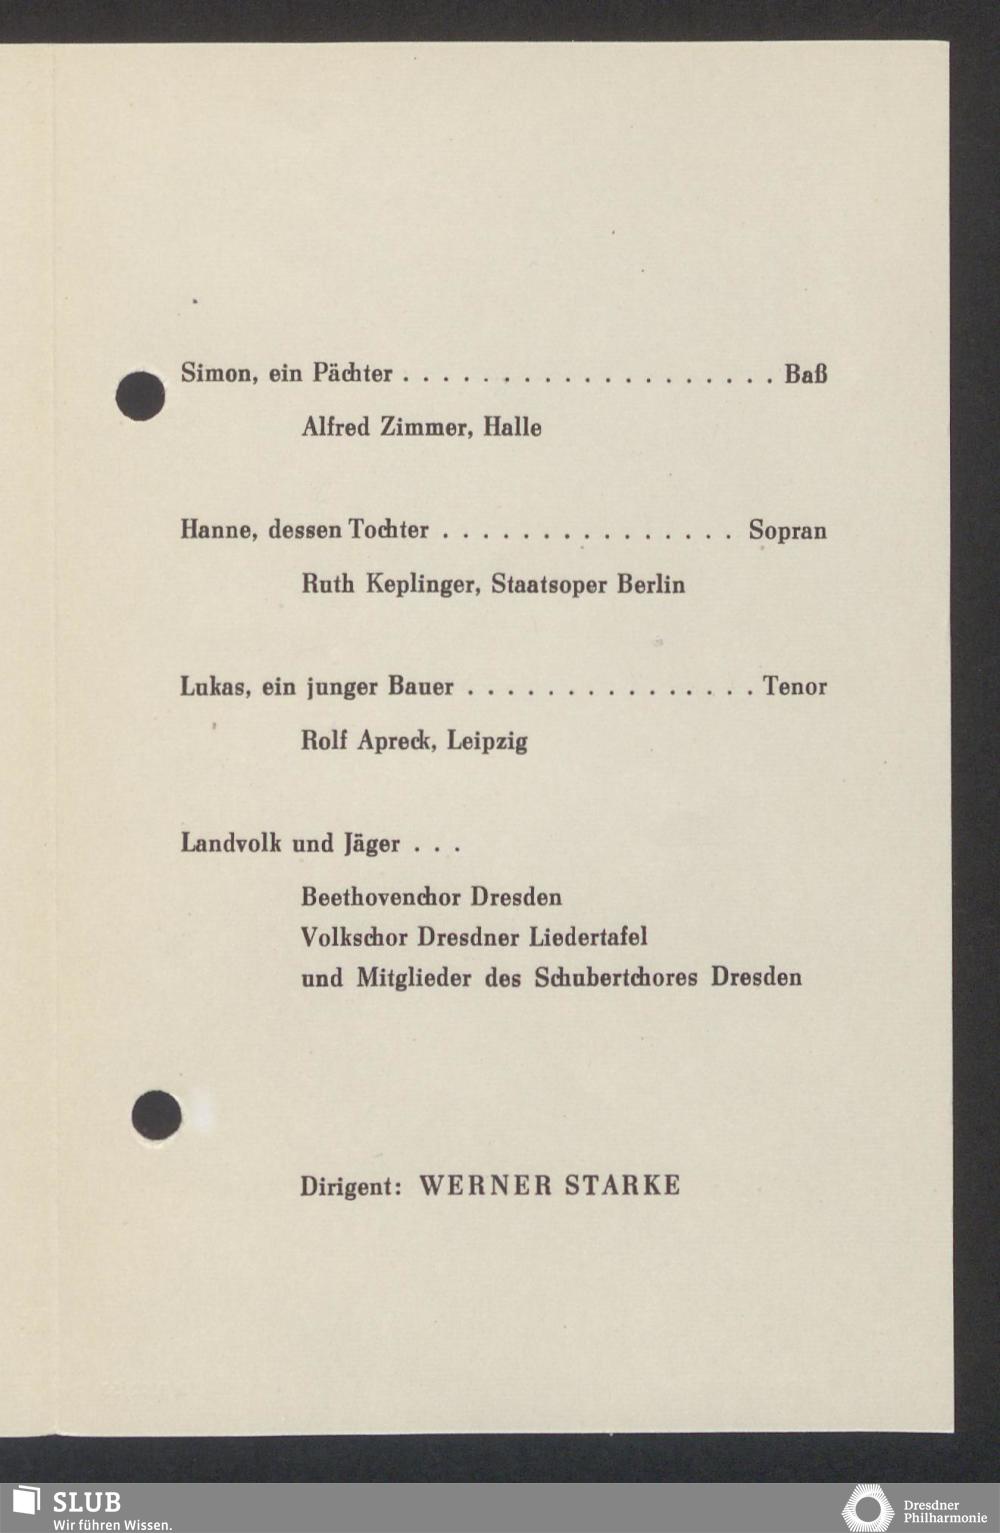 Simon, ein Pächter . . . . . . . . . . . . . . . . . . . Baß
Alfred Zimmer, Halle
Hanne, dessen Tochter . . . . . . . . . . . . . . . Sopran
Ruth Keplinger, Staatsoper Berlin
Lukas, ein junger Bauer . . . . . . . . . . . . . . . Tenor
Rolf Apreck, Leipzig
Landvolk und Jäger . . .
Beethovenchor Dresden
Volkschor Dresdner Liedertafel
und Mitglieder des Schubertchores Dresden
Dirigent: WERNER STARKE
SLUB
Wir führen Wissen.
Dresdner
Philharmonie